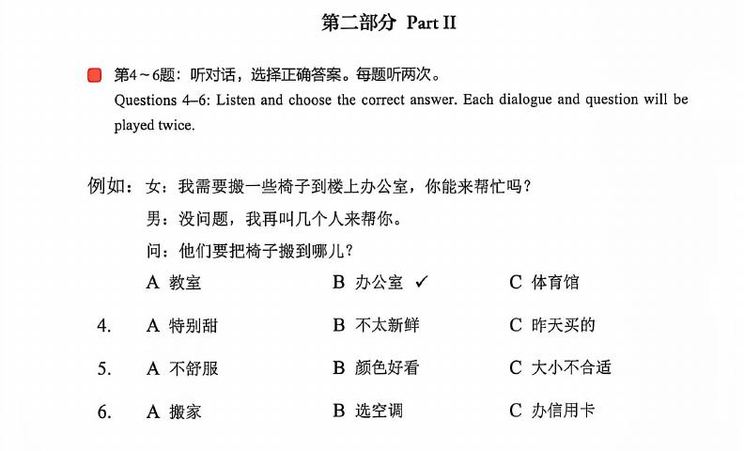 第二部分 Part II
第4～6题：听对话，选择正确答案。每题听两次。
Questions 4–6: Listen and choose the correct answer. Each dialogue and question will be
played twice.
例如：女：我需要搬一些椅子到楼上办公室，你能来帮忙吗？
男：没问题，我再叫几个人来帮你。
问：他们要把椅子搬到哪儿？
A 教室 B 办公室 ✓ C 体育馆
4. A 特别甜 B 不太新鲜 C 昨天买的
5. A 不舒服 B 颜色好看 C 大小不合适
6. A 搬家 B 选空调 C 办信用卡